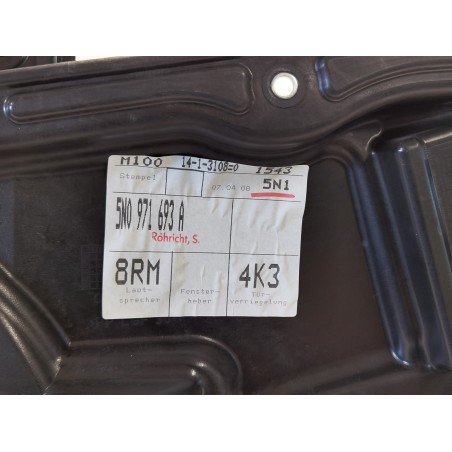 M100 14-1-3108=0 1543
Stempel 07.04.08 5N1
5N0 971 693 A
Röhricht, S.
8RM 4K3
Laut- Fenster- Tür-
sprecher heber verriegelung